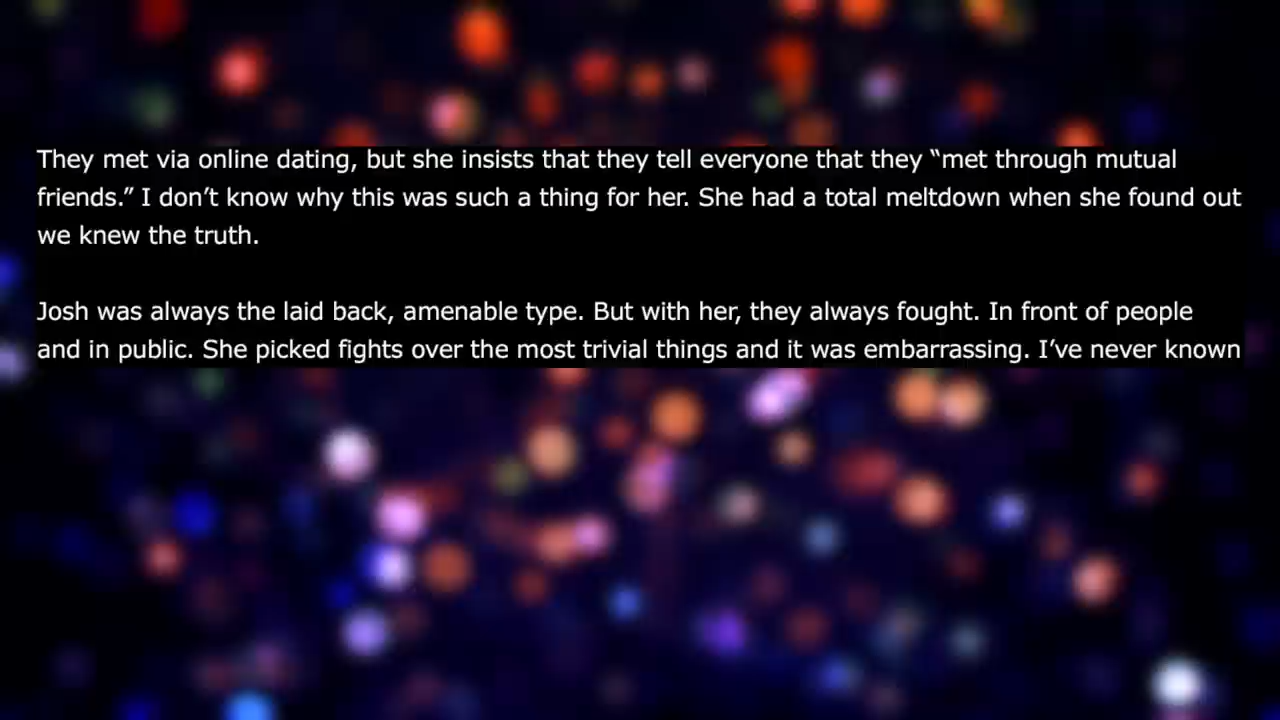 They met via online dating, but she insists that they tell everyone that they “met through mutual
friends.” I don’t know why this was such a thing for her. She had a total meltdown when she found out
we knew the truth.
Josh was always the laid back, amenable type. But with her, they always fought. In front of people
and in public. She picked fights over the most trivial things and it was embarrassing. I’ve never known